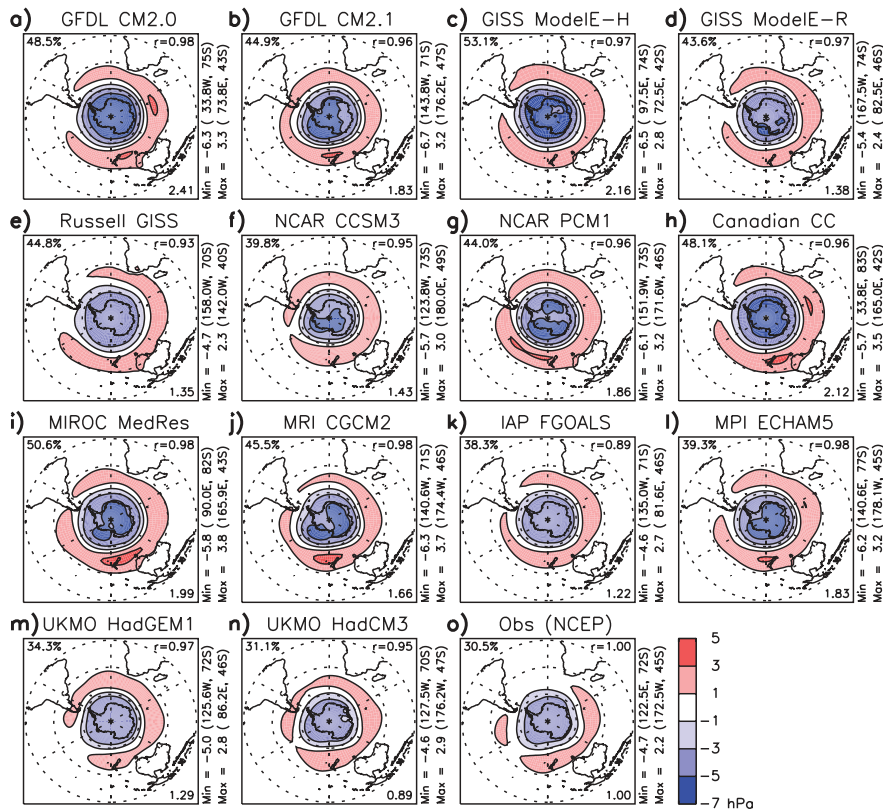 a) GFDL CM2.0
48.5% r=0.98
2.41
Min = −6.3 (33.8W, 75S)
Max = 3.3 ( 73.8E, 43S)
b) GFDL CM2.1
44.9% r=0.96
1.83
Min = −6.7 (143.8W, 71S)
Max = 3.2 (176.2E, 47S)
c) GISS ModelE−H
53.1% r=0.97
2.16
Min = −6.5 ( 97.5E, 74S)
Max = 2.8 ( 72.5E, 42S)
d) GISS ModelE−R
43.6% r=0.97
1.38
Min = −5.4 (167.5W, 74S)
Max = 2.4 ( 82.5E, 46S)
e) Russell GISS
44.8% r=0.93
1.35
Min = −4.7 (158.0W, 70S)
Max = 2.3 (142.0W, 40S)
f) NCAR CCSM3
39.8% r=0.95
1.43
Min = −5.7 (123.8W, 73S)
Max = 3.0 (180.0E, 49S)
g) NCAR PCM1
44.0% r=0.96
1.86
Min = −6.1 (151.9W, 73S)
Max = 3.2 (171.6W, 46S)
h) Canadian CC
48.1% r=0.96
2.12
Min = −5.7 ( 33.8E, 83S)
Max = 3.5 (165.0E, 42S)
i) MIROC MedRes
50.6% r=0.98
1.99
Min = −5.8 ( 90.0E, 82S)
Max = 3.8 (165.9E, 43S)
j) MRI CGCM2
45.5% r=0.98
1.66
Min = −6.3 (140.6W, 71S)
Max = 3.7 (174.4W, 46S)
k) IAP FGOALS
38.3% r=0.89
1.22
Min = −4.6 (135.0W, 71S)
Max = 2.7 ( 81.6E, 46S)
l) MPI ECHAM5
39.3% r=0.98
1.83
Min = −6.2 (140.6E, 77S)
Max = 3.2 (178.1W, 45S)
m) UKMO HadGEM1
34.3% r=0.97
1.29
Min = −5.0 (125.6W, 72S)
Max = 2.8 ( 86.2E, 46S)
n) UKMO HadCM3
31.1% r=0.95
0.89
Min = −4.6 (127.5W, 70S)
Max = 2.9 (176.2W, 47S)
o) Obs (NCEP)
30.5% r=1.00
1.00
Min = −4.7 (122.5E, 72S)
Max = 2.2 (172.5W, 45S)
5
3
1
−1
−3
−5
−7 hPa